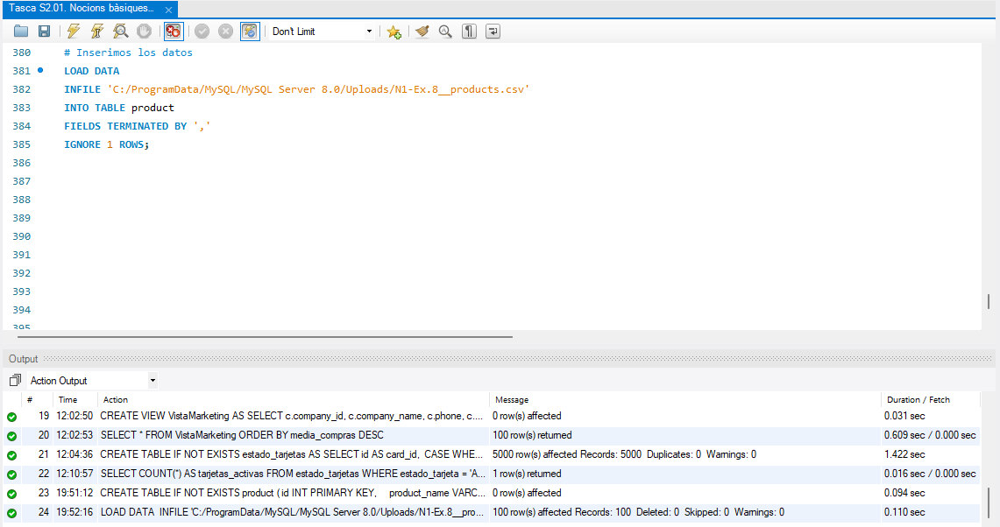 Tasca S2.01. Nocions bàsiques...
Don't Limit
380 # Inserimos los datos
381 LOAD DATA
382 INFILE 'C:/ProgramData/MySQL/MySQL Server 8.0/Uploads/N1-Ex.8__products.csv'
383 INTO TABLE product
384 FIELDS TERMINATED BY ','
385 IGNORE 1 ROWS;
386
387
388
389
390
391
392
393
394
395
Output
Action Output
# Time Action Message Duration / Fetch
19 12:02:50 CREATE VIEW VistaMarketing AS SELECT c.company_id, c.company_name, c.phone, c.... 0 row(s) affected 0.031 sec
20 12:02:53 SELECT * FROM VistaMarketing ORDER BY media_compras DESC 100 row(s) returned 0.609 sec / 0.000 sec
21 12:04:36 CREATE TABLE IF NOT EXISTS estado_tarjetas AS SELECT id AS card_id, CASE WHE... 5000 row(s) affected Records: 5000 Duplicates: 0 Warnings: 0 1.422 sec
22 12:10:57 SELECT COUNT(*) AS tarjetas_activas FROM estado_tarjetas WHERE estado_tarjeta = 'A... 1 row(s) returned 0.016 sec / 0.000 sec
23 19:51:12 CREATE TABLE IF NOT EXISTS product ( id INT PRIMARY KEY, product_name VARC... 0 row(s) affected 0.094 sec
24 19:52:16 LOAD DATA INFILE 'C:/ProgramData/MySQL/MySQL Server 8.0/Uploads/N1-Ex.8__pro... 100 row(s) affected Records: 100 Deleted: 0 Skipped: 0 Warnings: 0 0.110 sec